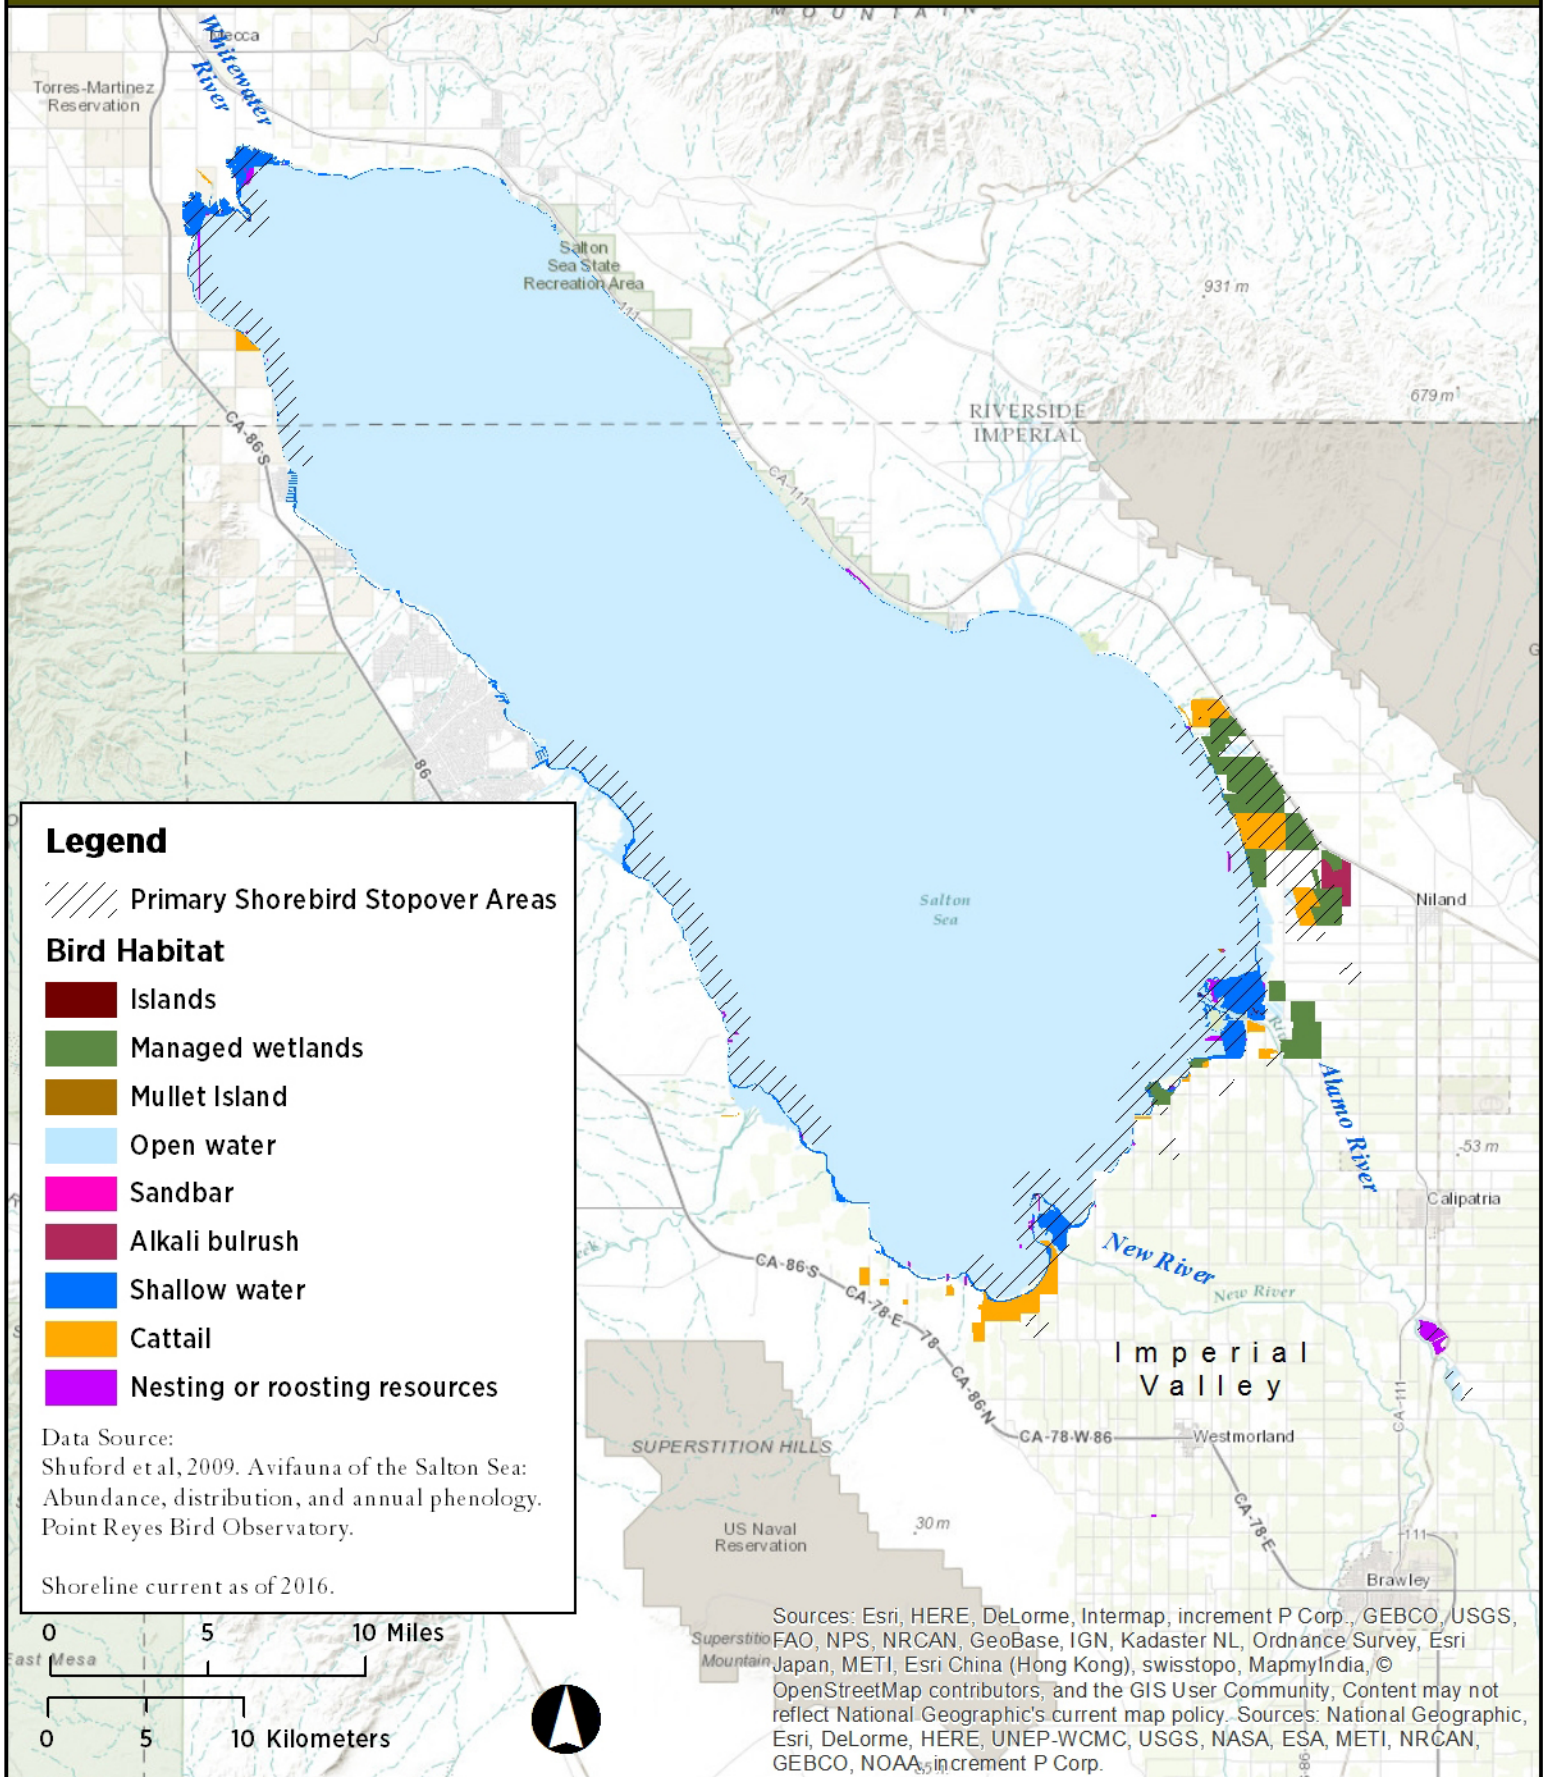 MOUNTAINS
Mecca
Whitewater
River
Torres-Martinez
Reservation
Salton
Sea State
Recreation Area
111
931 m
679 m
RIVERSIDE
IMPERIAL
CA-86-S
CA-111
86
Salton
Sea
Niland
Alamo River
-53 m
Calipatria
New River
New River
CA-86-S
CA-78-E
78
CA-86-N
CA-78-W-86
Westmorland
CA-78-E
CA-111
111
Brawley
Imperial
Valley
SUPERSTITION HILLS
US Naval
Reservation
30 m
Superstitio
Mountain
East Mesa
Legend
Primary Shorebird Stopover Areas
Bird Habitat
Islands
Managed wetlands
Mullet Island
Open water
Sandbar
Alkali bulrush
Shallow water
Cattail
Nesting or roosting resources
Data Source:
Shuford et al, 2009. Avifauna of the Salton Sea:
Abundance, distribution, and annual phenology.
Point Reyes Bird Observatory.
Shoreline current as of 2016.
0 5 10 Miles
0 5 10 Kilometers
Sources: Esri, HERE, DeLorme, Intermap, increment P Corp., GEBCO, USGS,
FAO, NPS, NRCAN, GeoBase, IGN, Kadaster NL, Ordnance Survey, Esri
Japan, METI, Esri China (Hong Kong), swisstopo, MapmyIndia, ©
OpenStreetMap contributors, and the GIS User Community, Content may not
reflect National Geographic's current map policy. Sources: National Geographic,
Esri, DeLorme, HERE, UNEP-WCMC, USGS, NASA, ESA, METI, NRCAN,
GEBCO, NOAA, increment P Corp.